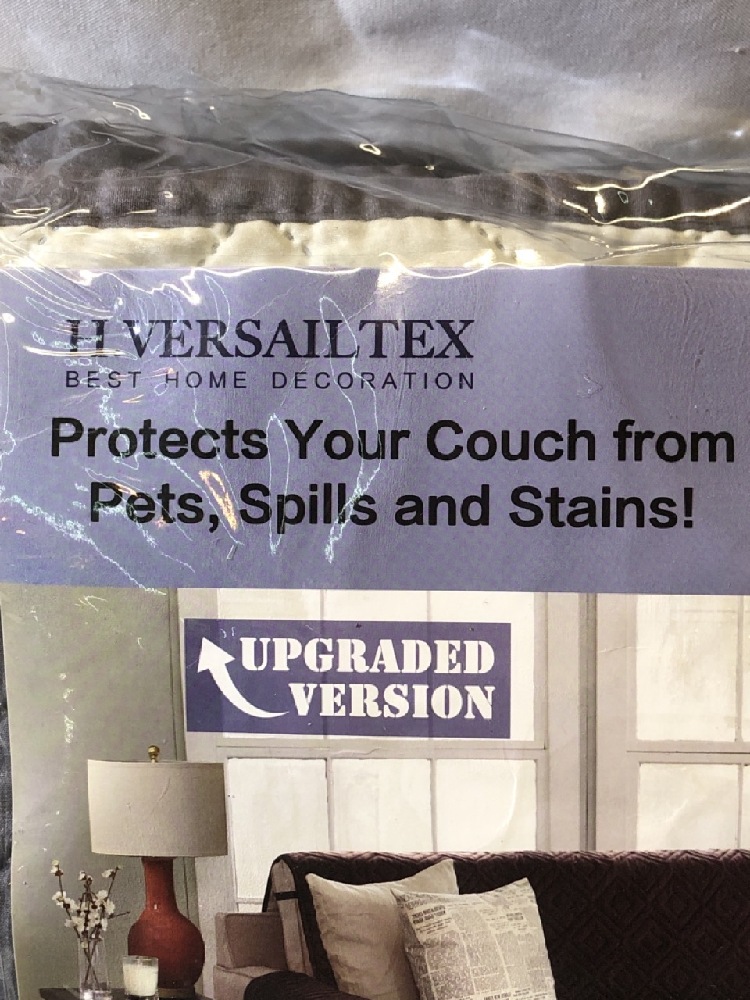 H VERSAILTEX
BEST HOME DECORATION
Protects Your Couch from
Pets, Spills and Stains!
UPGRADED
VERSION